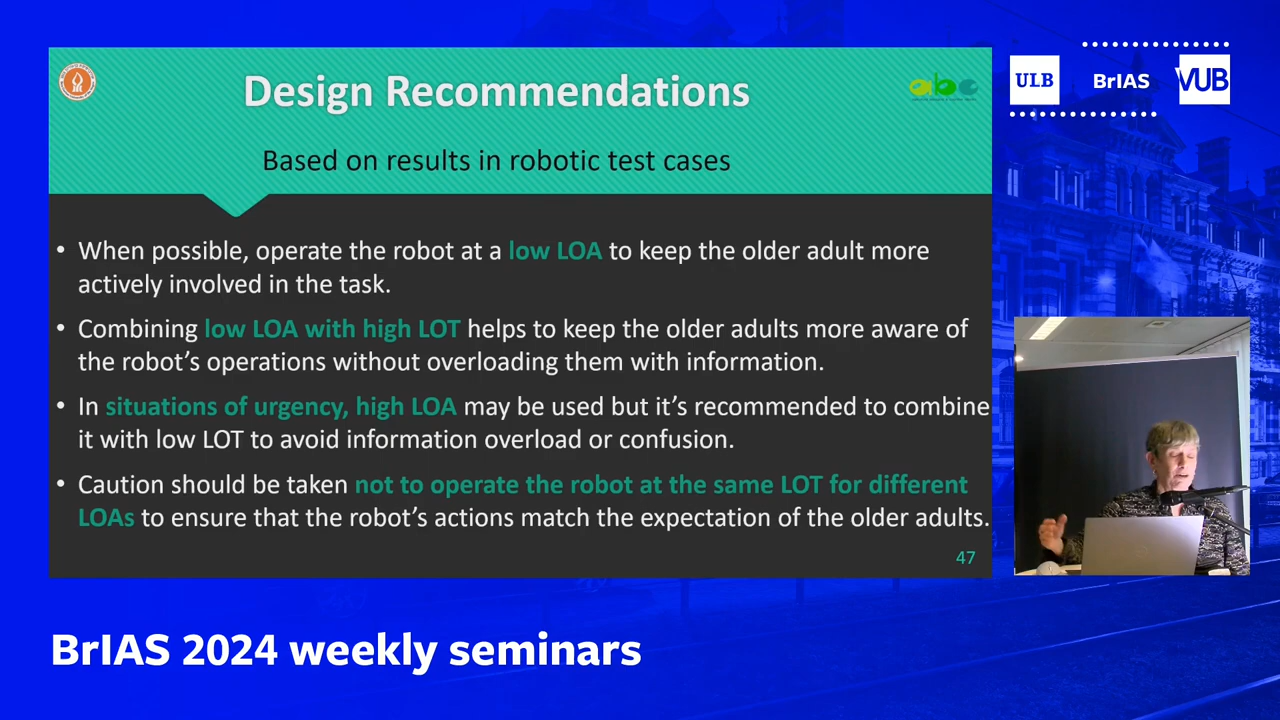 Design Recommendations
Based on results in robotic test cases
• When possible, operate the robot at a low LOA to keep the older adult more
actively involved in the task.
• Combining low LOA with high LOT helps to keep the older adults more aware of
the robot’s operations without overloading them with information.
• In situations of urgency, high LOA may be used but it’s recommended to combine
it with low LOT to avoid information overload or confusion.
• Caution should be taken not to operate the robot at the same LOT for different
LOAs to ensure that the robot’s actions match the expectation of the older adults.
47
abc
ULB
BrIAS
VUB
BrIAS 2024 weekly seminars